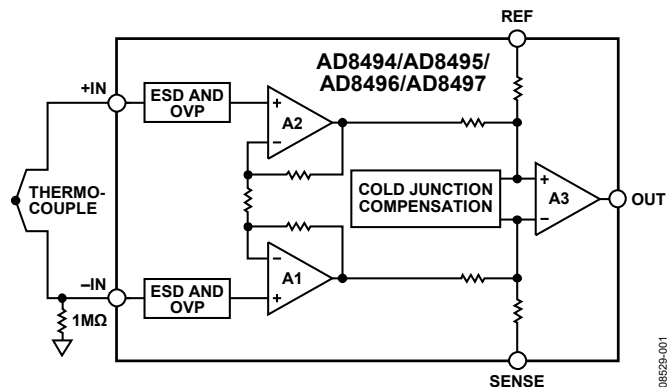 REF
AD8494/AD8495/
AD8496/AD8497
+IN
ESD AND
OVP
+
A2
–
THERMO-
COUPLE
COLD JUNCTION
COMPENSATION
+
A3
–
OUT
–
A1
+
–IN
ESD AND
OVP
1MΩ
SENSE
08529-001